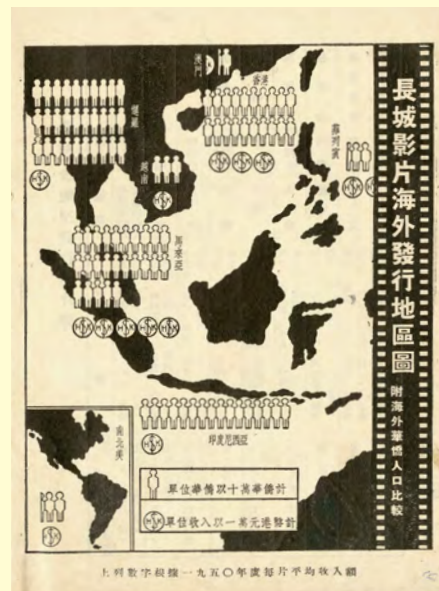 長城影片海外發行地區圖
附海外華僑人口比較
澳門
香港
暹羅
越南
菲列賓
馬來亞
印度尼西亞
南北美
單位華僑以十萬華僑計
單位收入以一萬元港幣計
上列數字根據一九五〇年度每片平均收入額